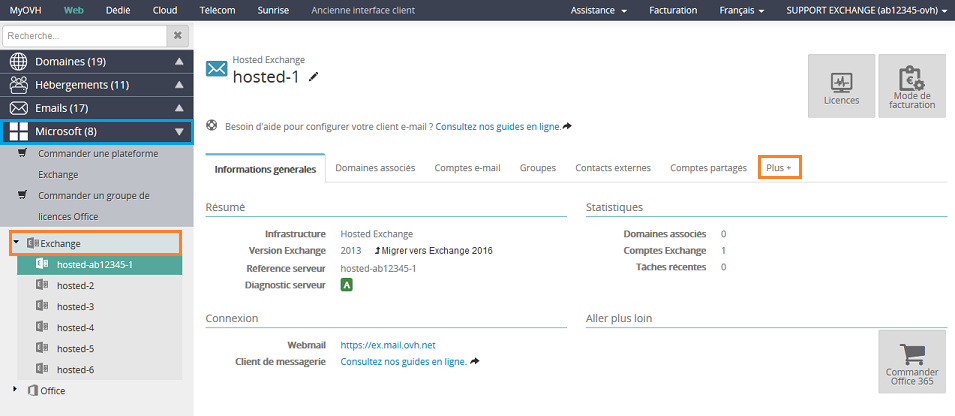 MyOVH Web Dedié Cloud Télécom Sunrise Ancienne interface client Assistance Facturation Français SUPPORT EXCHANGE (ab12345-ovh)
Recherche...
Domaines (19)
Hébergements (11)
Emails (17)
Microsoft (8)
Commander une plateforme
Exchange
Commander un groupe de
licences Office
Exchange
hosted-ab12345-1
hosted-2
hosted-3
hosted-4
hosted-5
hosted-6
Office
Hosted Exchange
hosted-1
Licences
Mode de
facturation
Besoin d'aide pour configurer votre client e-mail ? Consultez nos guides en ligne.
Informations générales Domaines associés Comptes e-mail Groupes Contacts externes Comptes partagés Plus +
Résumé
Infrastructure Hosted Exchange
Version Exchange 2013 Migrer vers Exchange 2016
Reference serveur hosted-ab12345-1
Diagnostic serveur A
Statistiques
Domaines associés 0
Comptes Exchange 1
Tâches récentes 0
Connexion
Webmail https://ex.mail.ovh.net
Client de messagerie Consultez nos guides en ligne.
Aller plus loin
Commander
Office 365